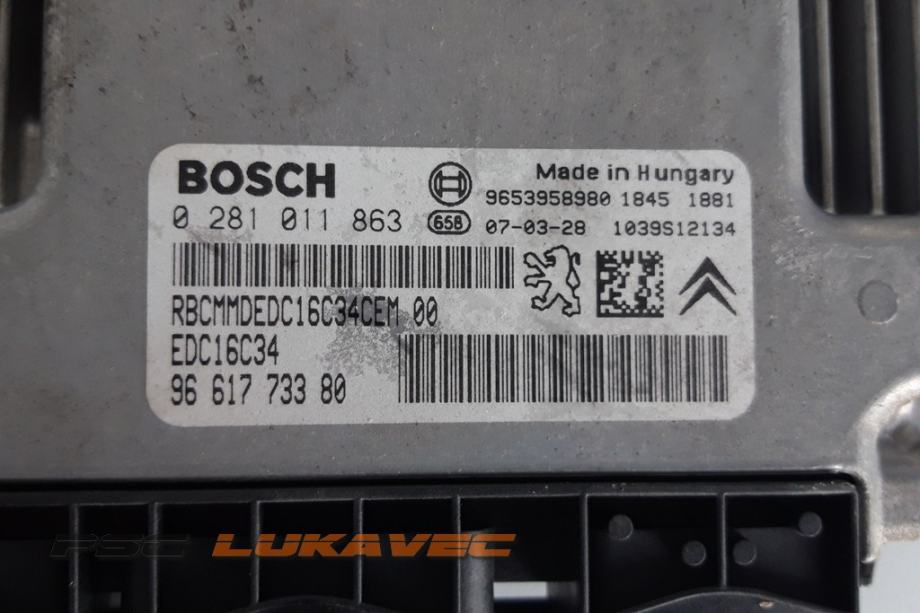 BOSCH
Made in Hungary
9653958980 1845 1881
0 281 011 863 658 07-03-28 1039S12134
RBCMMDEDC16C34CEM 00
EDC16C34
96 617 733 80
PSC LUKAVEC